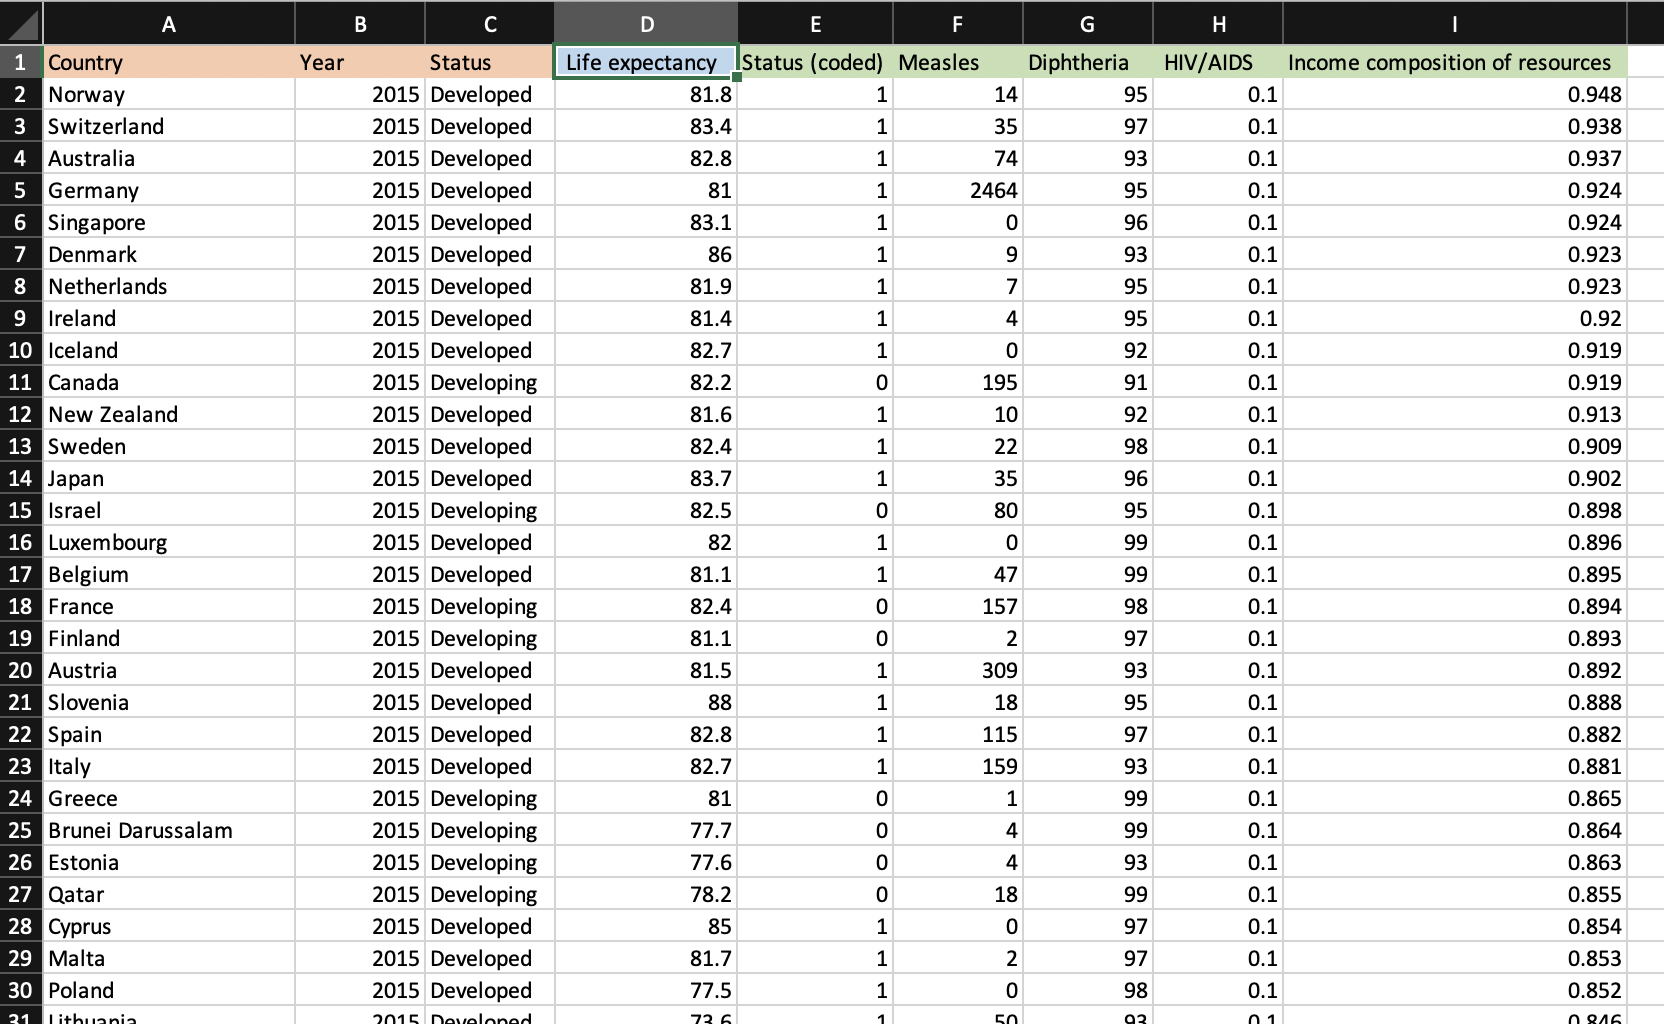 A B C D E F G H I
1 Country Year Status Life expectancy Status (coded) Measles Diphtheria HIV/AIDS Income composition of resources
2 Norway 2015 Developed 81.8 1 14 95 0.1 0.948
3 Switzerland 2015 Developed 83.4 1 35 97 0.1 0.938
4 Australia 2015 Developed 82.8 1 74 93 0.1 0.937
5 Germany 2015 Developed 81 1 2464 95 0.1 0.924
6 Singapore 2015 Developed 83.1 1 0 96 0.1 0.924
7 Denmark 2015 Developed 86 1 9 93 0.1 0.923
8 Netherlands 2015 Developed 81.9 1 7 95 0.1 0.923
9 Ireland 2015 Developed 81.4 1 4 95 0.1 0.92
10 Iceland 2015 Developed 82.7 1 0 92 0.1 0.919
11 Canada 2015 Developing 82.2 0 195 91 0.1 0.919
12 New Zealand 2015 Developed 81.6 1 10 92 0.1 0.913
13 Sweden 2015 Developed 82.4 1 22 98 0.1 0.909
14 Japan 2015 Developed 83.7 1 35 96 0.1 0.902
15 Israel 2015 Developing 82.5 0 80 95 0.1 0.898
16 Luxembourg 2015 Developed 82 1 0 99 0.1 0.896
17 Belgium 2015 Developed 81.1 1 47 99 0.1 0.895
18 France 2015 Developing 82.4 0 157 98 0.1 0.894
19 Finland 2015 Developing 81.1 0 2 97 0.1 0.893
20 Austria 2015 Developed 81.5 1 309 93 0.1 0.892
21 Slovenia 2015 Developed 88 1 18 95 0.1 0.888
22 Spain 2015 Developed 82.8 1 115 97 0.1 0.882
23 Italy 2015 Developed 82.7 1 159 93 0.1 0.881
24 Greece 2015 Developing 81 0 1 99 0.1 0.865
25 Brunei Darussalam 2015 Developing 77.7 0 4 99 0.1 0.864
26 Estonia 2015 Developing 77.6 0 4 93 0.1 0.863
27 Qatar 2015 Developing 78.2 0 18 99 0.1 0.855
28 Cyprus 2015 Developed 85 1 0 97 0.1 0.854
29 Malta 2015 Developed 81.7 1 2 97 0.1 0.853
30 Poland 2015 Developed 77.5 1 0 98 0.1 0.852
31 Lithuania 2015 Developed 73.6 1 50 93 0.1 0.846